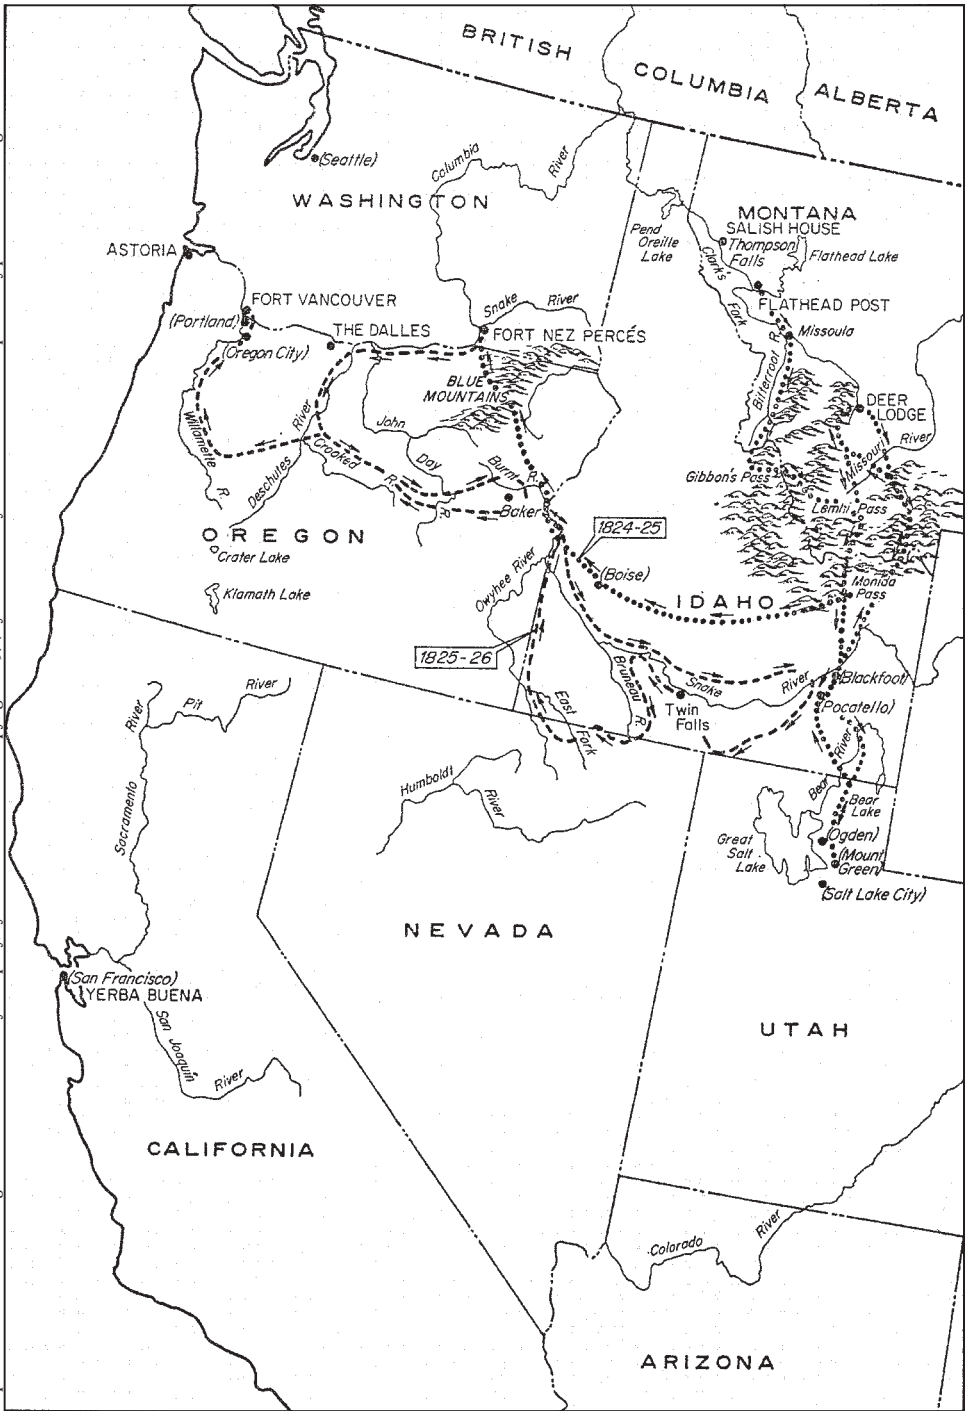 BRITISH
COLUMBIA
ALBERTA
(Seattle)
Columbia
River
WASHINGTON
MONTANA
SALISH HOUSE
Thompson
Falls
Flathead Lake
Pend
Oreille
Lake
Clark's
Fork
ASTORIA
FORT VANCOUVER
(Portland)
(Oregon City)
THE DALLES
Snake
River
FORT NEZ PERCÉS
FLATHEAD POST
Missoula
Bitterroot
R.
BLUE
MOUNTAINS
DEER
LODGE
Missouri
River
Willamette
R.
Deschutes
River
Crooked
R.
John
Day
R.
Burnt
R.
Baker
Gibbon's Pass
Lemhi Pass
OREGON
Crater Lake
Klamath Lake
1824-25
(Boise)
Owyhee River
IDAHO
Monida
Pass
1825-26
Bruneau
R.
East
Fork
Snake
River
Twin
Falls
(Blackfoot)
(Pocatello)
Pit
River
Sacramento
River
Humboldt
River
Bear
River
Bear
Lake
Great
Salt
Lake
(Ogden)
(Mount
Green)
(Salt Lake City)
NEVADA
(San Francisco)
YERBA BUENA
San Joaquin
River
UTAH
CALIFORNIA
Colorado
River
ARIZONA